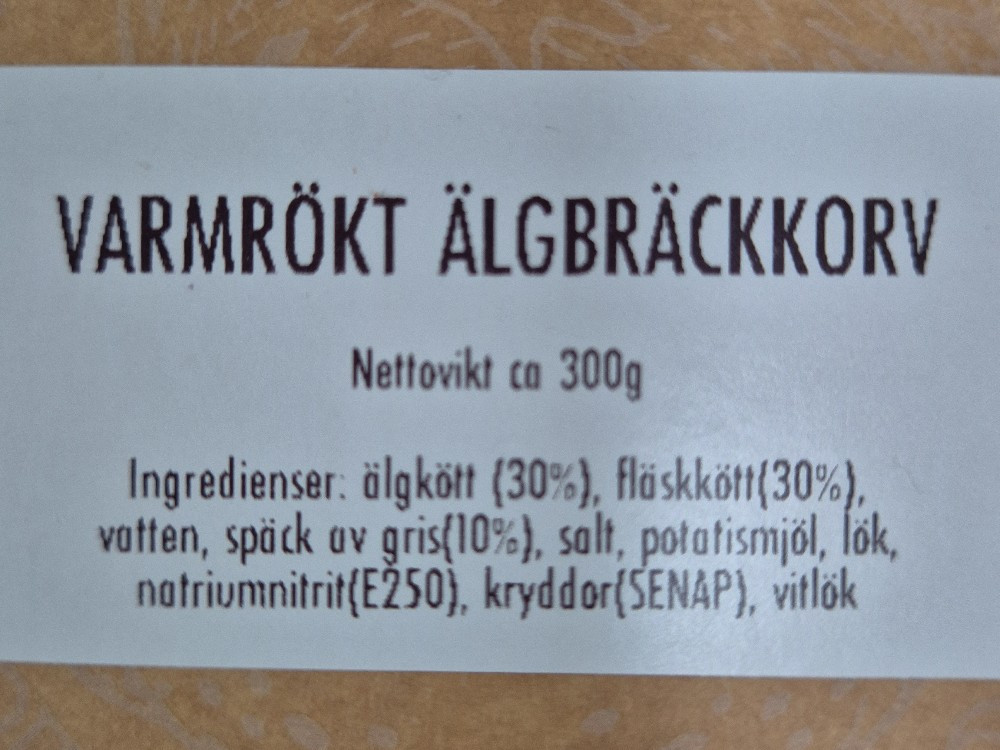 VARMRÖKT ÄLGBRÄCKKORV
Nettovikt ca 300g
Ingredienser: älgkött (30%), fläskkött(30%),
vatten, späck av gris(10%), salt, potatismjöl, lök,
natriumnitrit(E250), kryddor(SENAP), vitlök